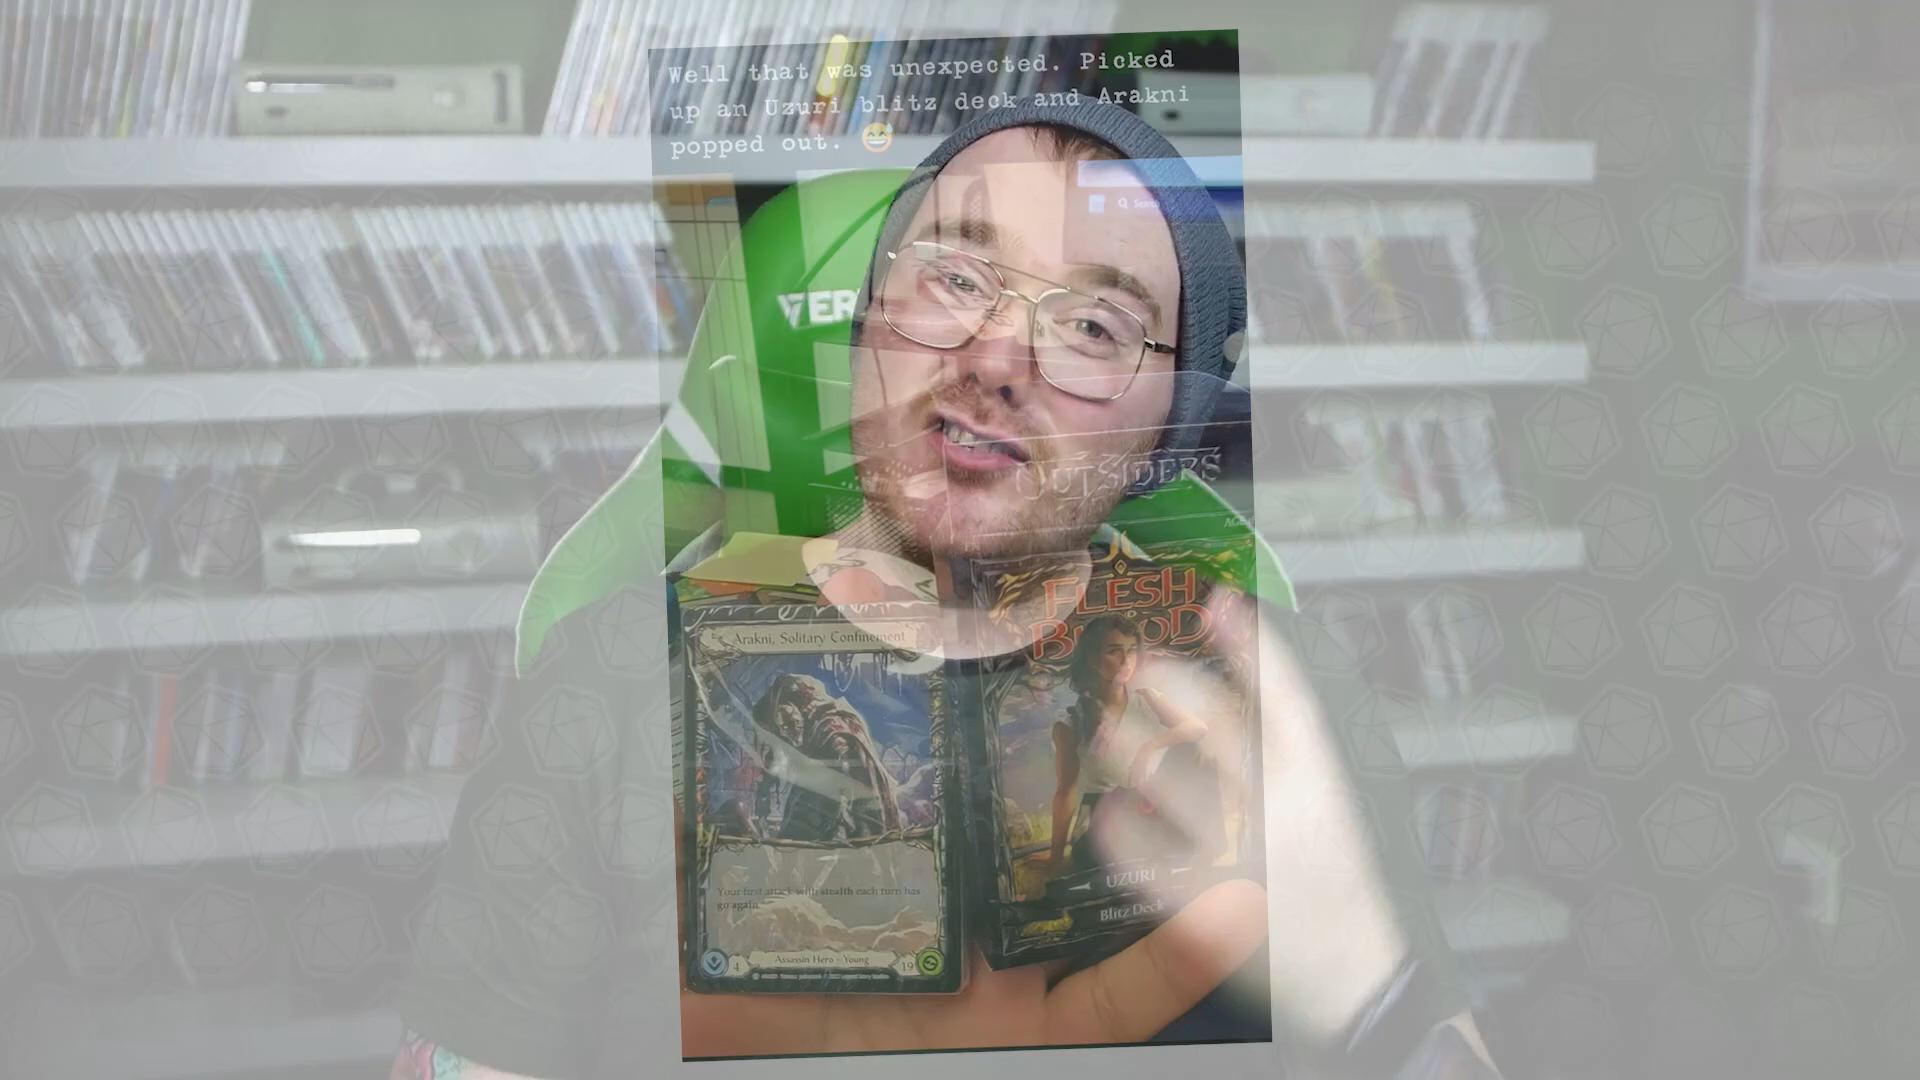 Well that was unexpected. Picked
up an Uzuri blitz deck and Arakni
popped out. 😅
Search
OUTSIDERS
FLESH
AND
BLOOD
Arakni, Solitary Confinement
Your first attack with stealth each turn has
go again.
4
Assassin Hero - Young
19
UZURI
Blitz Deck